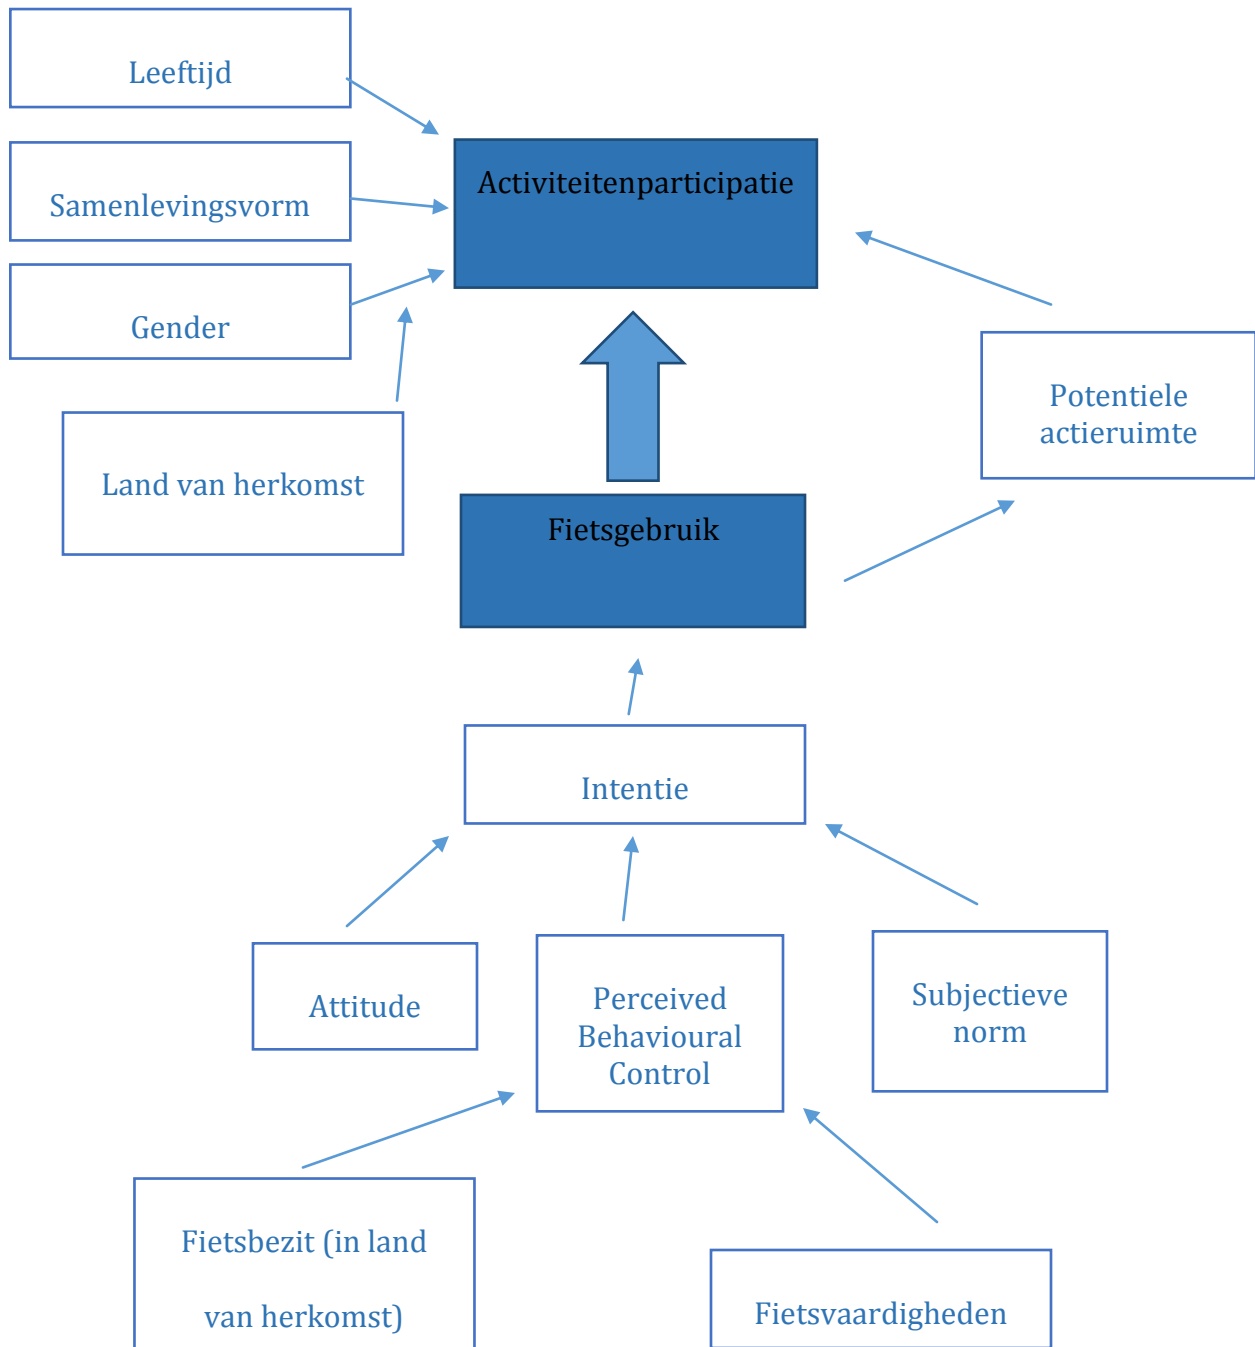 Leeftijd
Activiteitenparticipatie
Samenlevingsvorm
Gender
Potentiele
actieruimte
Land van herkomst
Fietsgebruik
Intentie
Attitude
Perceived
Behavioural
Control
Subjectieve
norm
Fietsbezit (in land
van herkomst)
Fietsvaardigheden